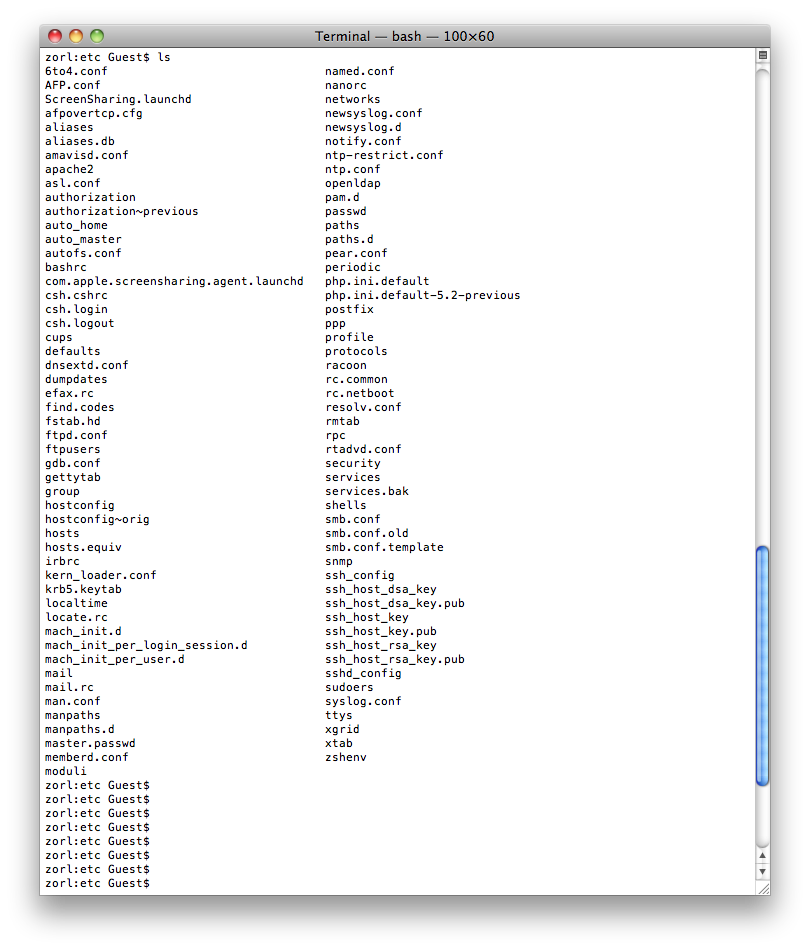 Terminal — bash — 100×60
zorl:etc Guest$ ls
6to4.conf named.conf
AFP.conf nanorc
ScreenSharing.launchd networks
afpovertcp.cfg newsyslog.conf
aliases newsyslog.d
aliases.db notify.conf
amavisd.conf ntp-restrict.conf
apache2 ntp.conf
asl.conf openldap
authorization pam.d
authorization~previous passwd
auto_home paths
auto_master paths.d
autofs.conf pear.conf
bashrc periodic
com.apple.screensharing.agent.launchd php.ini.default
csh.cshrc php.ini.default-5.2-previous
csh.login postfix
csh.logout ppp
cups profile
defaults protocols
dnsextd.conf racoon
dumpdates rc.common
efax.rc rc.netboot
find.codes resolv.conf
fstab.hd rmtab
ftpd.conf rpc
ftpusers rtadvd.conf
gdb.conf security
gettytab services
group services.bak
hostconfig shells
hostconfig~orig smb.conf
hosts smb.conf.old
hosts.equiv smb.conf.template
irbrc snmp
kern_loader.conf ssh_config
krb5.keytab ssh_host_dsa_key
localtime ssh_host_dsa_key.pub
locate.rc ssh_host_key
mach_init.d ssh_host_key.pub
mach_init_per_login_session.d ssh_host_rsa_key
mach_init_per_user.d ssh_host_rsa_key.pub
mail sshd_config
mail.rc sudoers
man.conf syslog.conf
manpaths ttys
manpaths.d xgrid
master.passwd xtab
memberd.conf zshenv
moduli
zorl:etc Guest$
zorl:etc Guest$
zorl:etc Guest$
zorl:etc Guest$
zorl:etc Guest$
zorl:etc Guest$
zorl:etc Guest$
zorl:etc Guest$